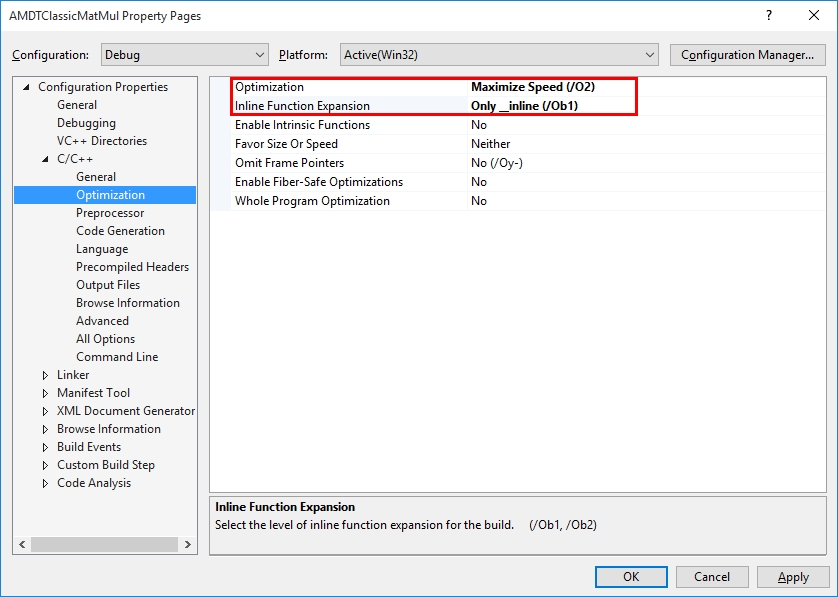 AMDTClassicMatMul Property Pages
?
Configuration: Debug Platform: Active(Win32) Configuration Manager...
Configuration Properties
General
Debugging
VC++ Directories
C/C++
General
Optimization
Preprocessor
Code Generation
Language
Precompiled Headers
Output Files
Browse Information
Advanced
All Options
Command Line
Linker
Manifest Tool
XML Document Generator
Browse Information
Build Events
Custom Build Step
Code Analysis
Optimization Maximize Speed (/O2)
Inline Function Expansion Only __inline (/Ob1)
Enable Intrinsic Functions No
Favor Size Or Speed Neither
Omit Frame Pointers No (/Oy-)
Enable Fiber-Safe Optimizations No
Whole Program Optimization No
Inline Function Expansion
Select the level of inline function expansion for the build. (/Ob1, /Ob2)
OK Cancel Apply